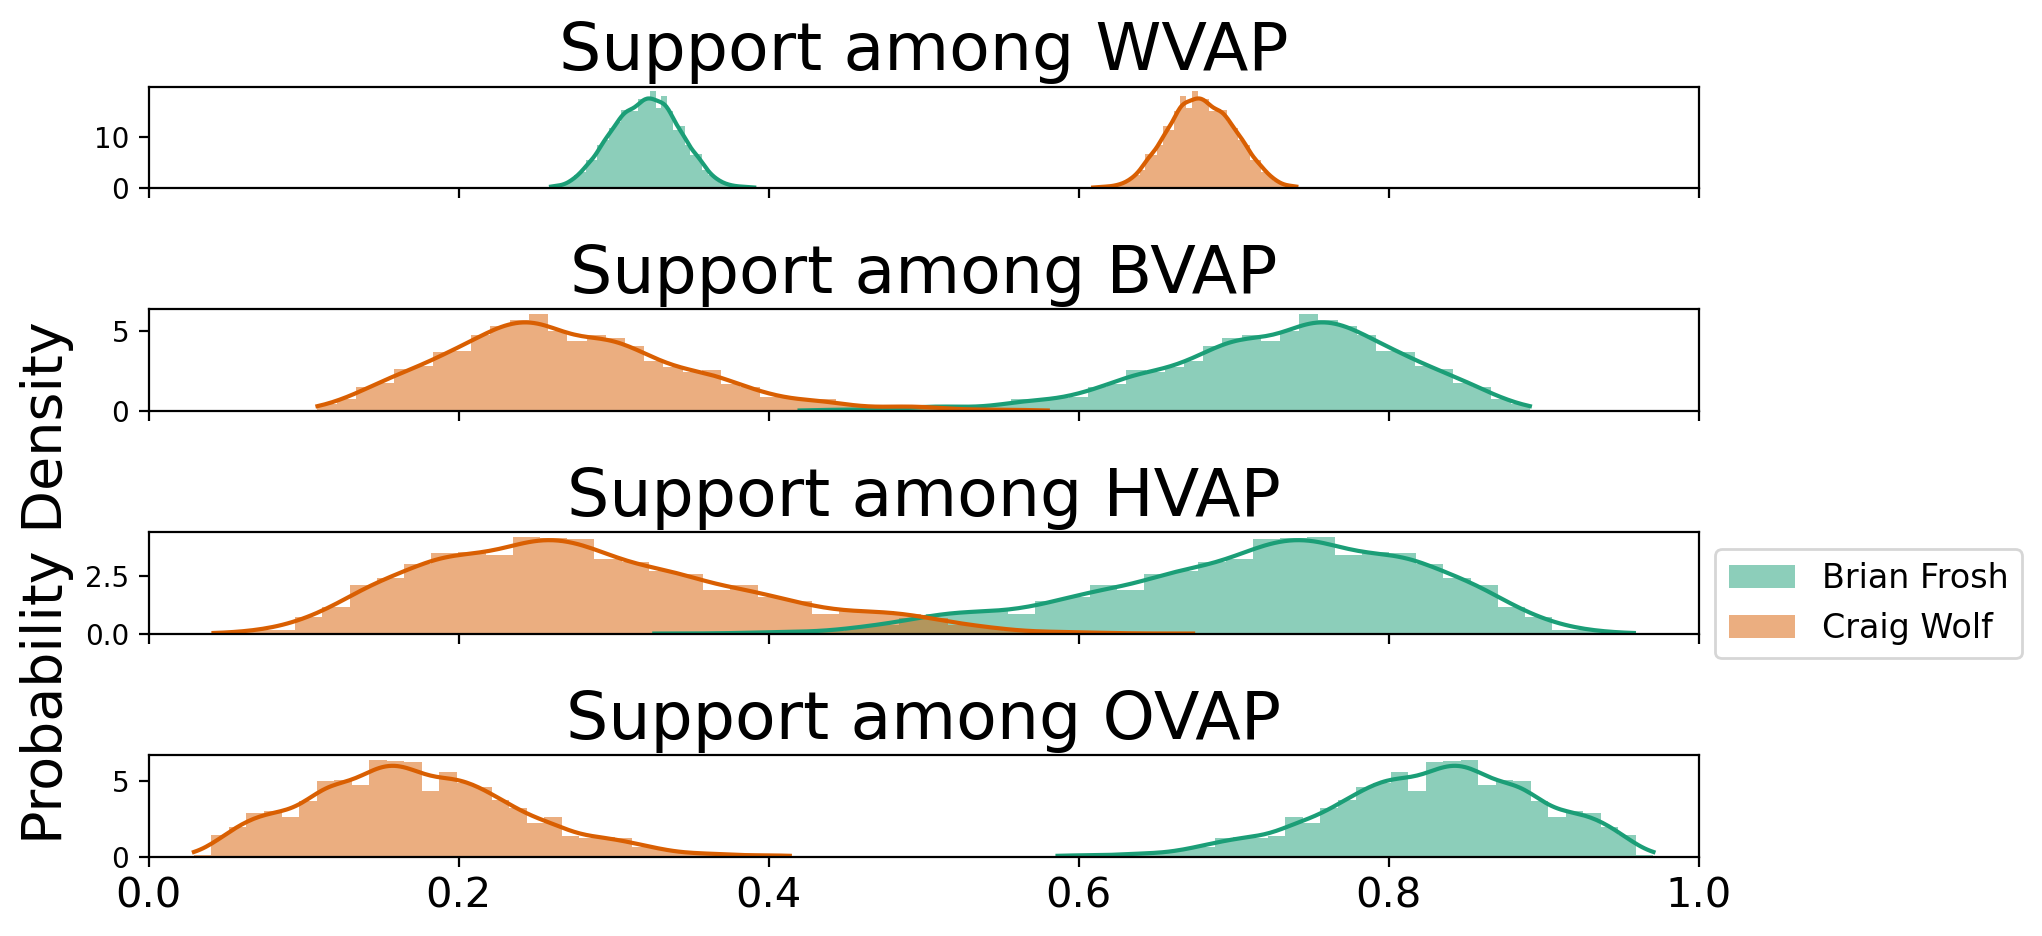 Support among WVAP
10
0
Support among BVAP
5
0
Support among HVAP
2.5
0.0
Support among OVAP
5
0
0.0 0.2 0.4 0.6 0.8 1.0
Probability Density
Brian Frosh
Craig Wolf